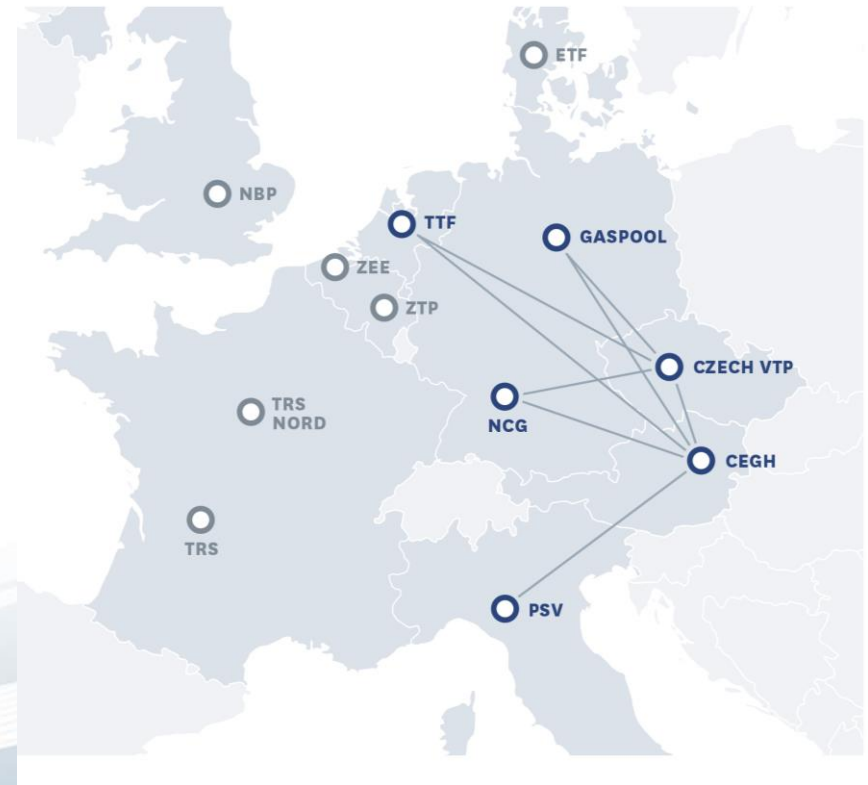 ETF
NBP
TTF
GASPOOL
ZEE
ZTP
CZECH VTP
TRS
NORD
NCG
CEGH
TRS
PSV